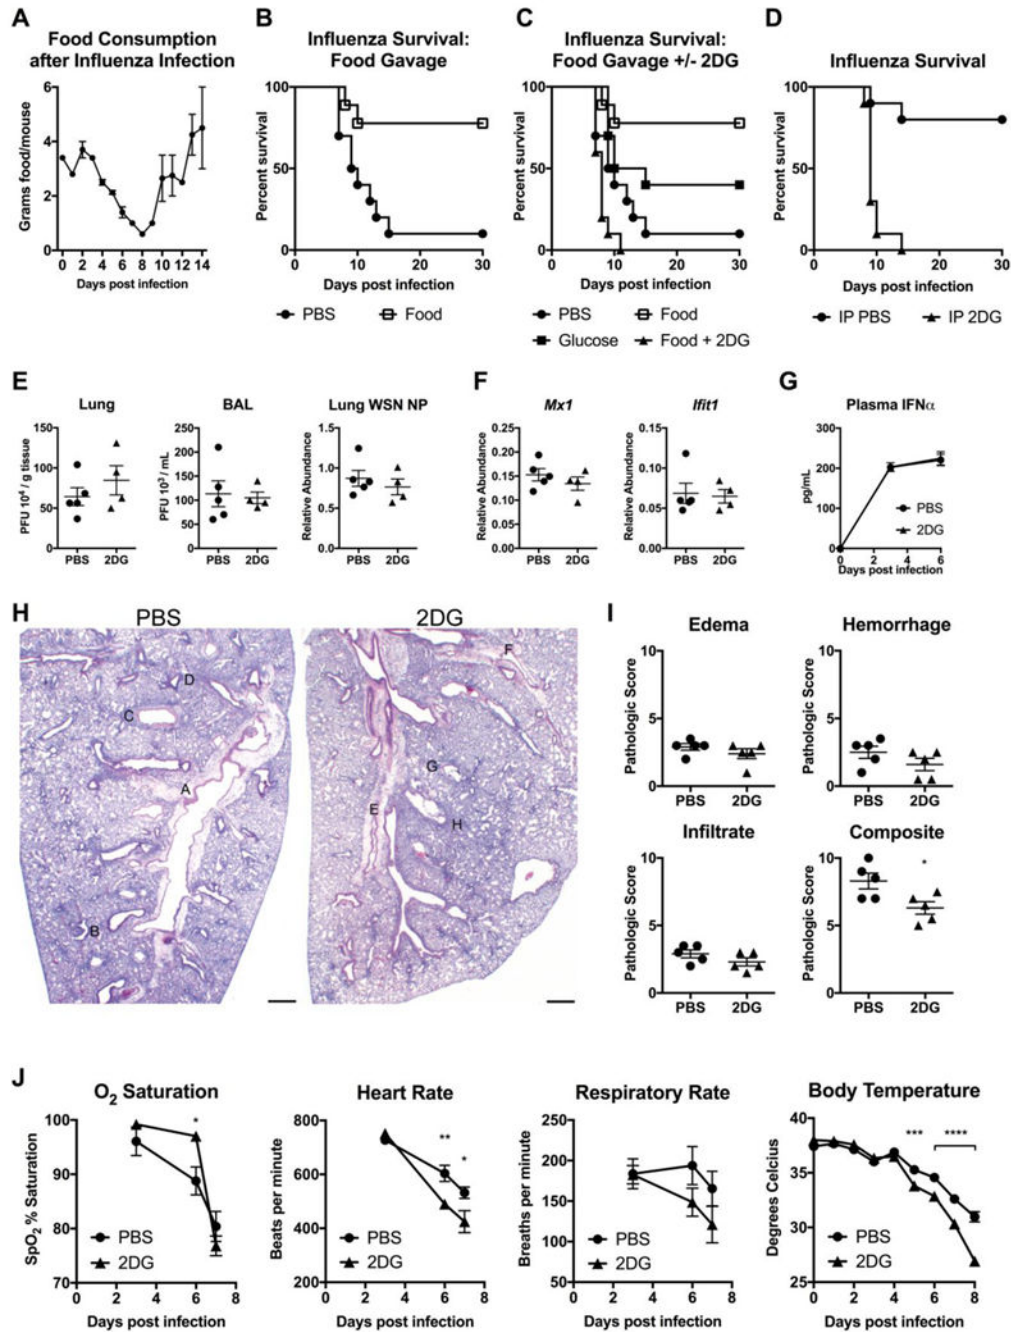 A
Food Consumption
after Influenza Infection
Grams food/mouse
6
4
2
0
0 2 4 6 8 10 12 14
Days post infection
B
Influenza Survival:
Food Gavage
Percent survival
100
50
0
0 10 20 30
Days post infection
PBS Food
C
Influenza Survival:
Food Gavage +/- 2DG
Percent survival
100
50
0
0 10 20 30
Days post infection
PBS Food
Glucose Food + 2DG
D
Influenza Survival
Percent survival
100
50
0
0 10 20 30
Days post infection
IP PBS IP 2DG
E
Lung
PFU 10⁴ / g tissue
150
100
50
0
PBS 2DG
BAL
PFU 10³ / mL
250
200
150
100
50
0
PBS 2DG
Lung WSN NP
Relative Abundance
1.5
1.0
0.5
0.0
PBS 2DG
F
Mx1
Relative Abundance
0.25
0.20
0.15
0.10
0.05
0.00
PBS 2DG
Ifit1
Relative Abundance
0.15
0.10
0.05
0.00
PBS 2DG
G
Plasma IFNα
pg/mL
300
200
100
0
PBS
2DG
0 2 4 6
Days post infection
H
PBS
D
C
A
B
2DG
F
G
E
H
I
Edema
Pathologic Score
10
5
0
PBS 2DG
Hemorrhage
Pathologic Score
10
5
0
PBS 2DG
Infiltrate
Pathologic Score
10
5
0
PBS 2DG
Composite
Pathologic Score
10
5
0
*
PBS 2DG
J
O₂ Saturation
SpO₂ % Saturation
100
90
80
70
*
PBS
2DG
0 2 4 6 8
Days post infection
Heart Rate
Beats per minute
800
600
400
200
**
*
PBS
2DG
0 2 4 6 8
Days post infection
Respiratory Rate
Breaths per minute
250
200
150
100
50
PBS
2DG
0 2 4 6 8
Days post infection
Body Temperature
Degrees Celcius
40
35
30
25
*** ****
PBS
2DG
0 2 4 6 8
Days post infection